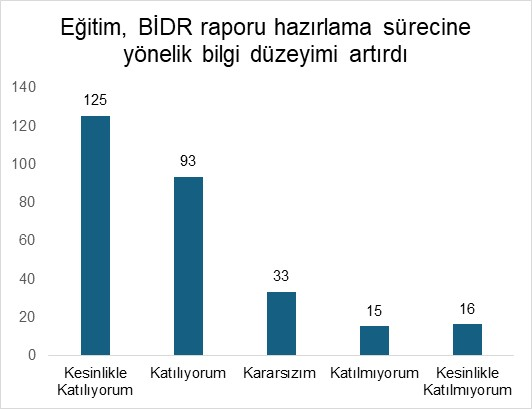 Eğitim, BİDR raporu hazırlama sürecine
yönelik bilgi düzeyimi artırdı
140
120
100
80
60
40
20
0
125
93
33
15
16
Kesinlikle
Katılıyorum
Katılıyorum
Kararsızım
Katılmıyorum
Kesinlikle
Katılmıyorum